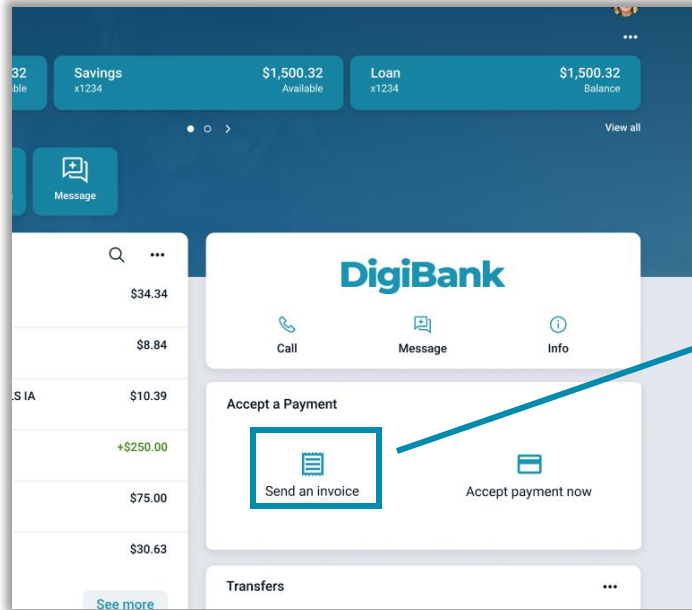 32
Savings
$1,500.32
Loan
$1,500.32
x1234
Available
x1234
Balance
View all
Message
$34.34
DigiBank
$8.84
Call
Message
Info
S IA
$10.39
Accept a Payment
+$250.00
Send an invoice
Accept payment now
$75.00
$30.63
Transfers
See more